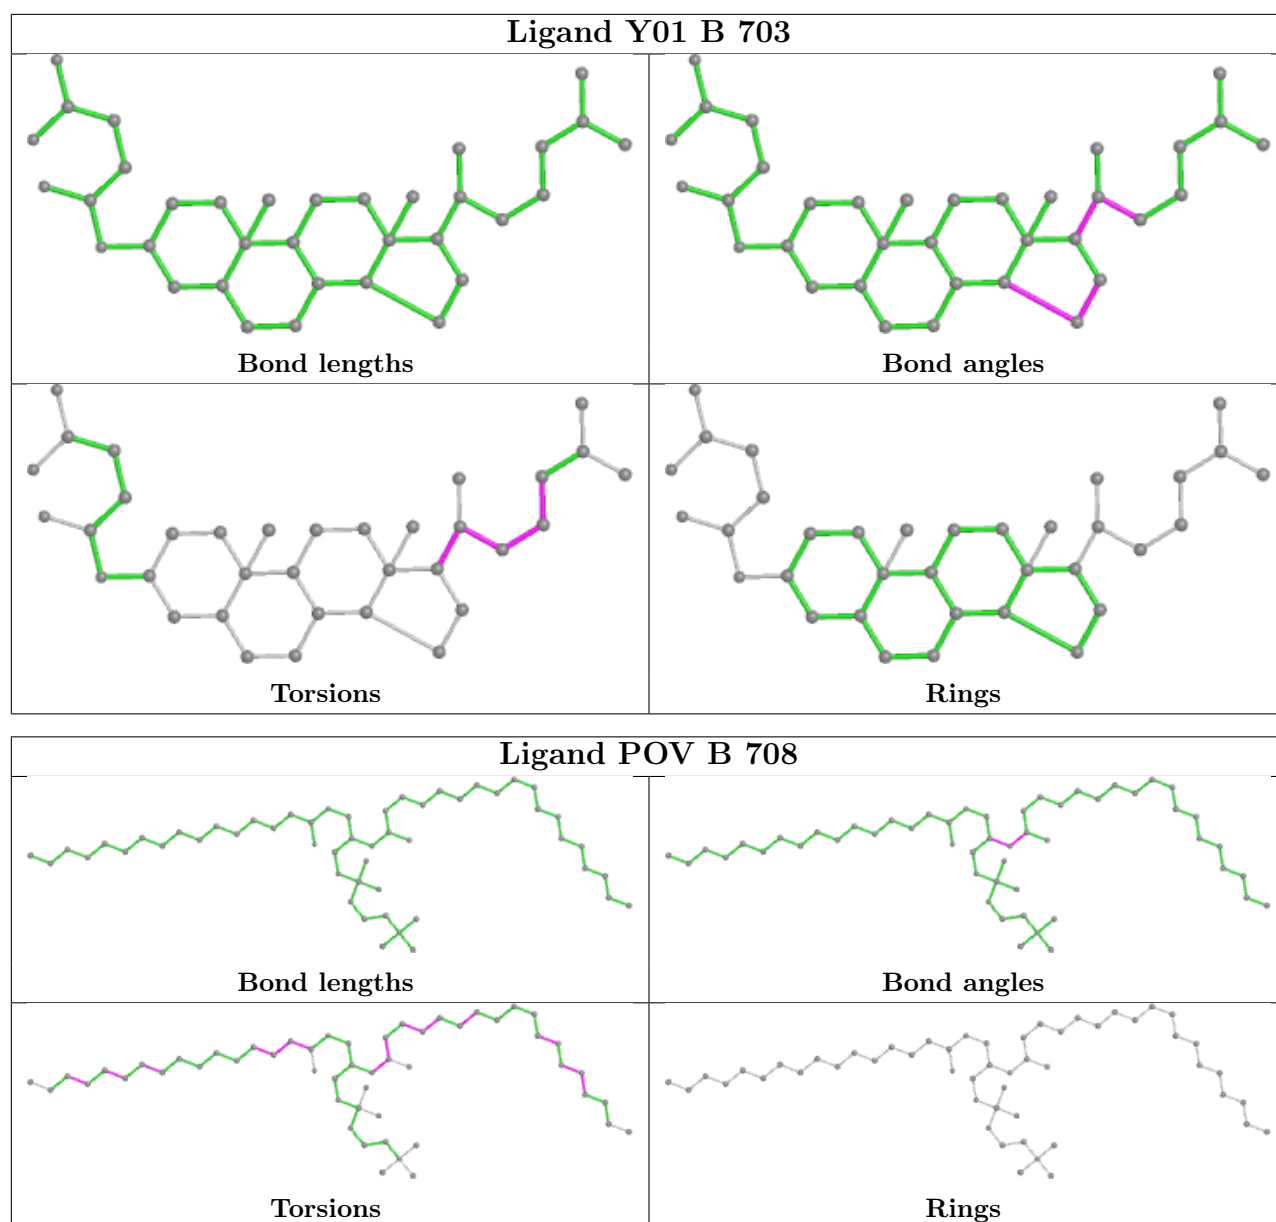 Ligand Y01 B 703
Bond lengths
Bond angles
Torsions
Rings
Ligand POV B 708
Bond lengths
Bond angles
Torsions
Rings